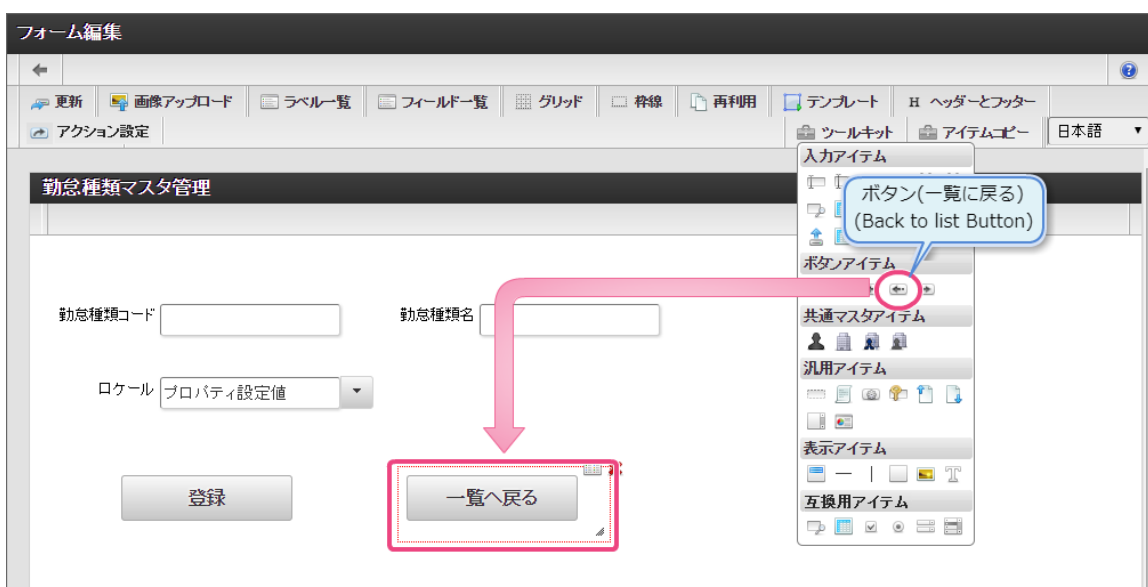 フォーム編集
更新
画像アップロード
ラベル一覧
フィールド一覧
グリッド
枠線
再利用
テンプレート
H ヘッダーとフッター
アクション設定
ツールキット
アイテムコピー
日本語
入力アイテム
勤怠種類マスタ管理
ボタン(一覧に戻る)
(Back to list Button)
ボタンアイテム
勤怠種類コード
勤怠種類名
共通マスタアイテム
汎用アイテム
ロケール
プロパティ設定値
表示アイテム
登録
一覧へ戻る
互換用アイテム